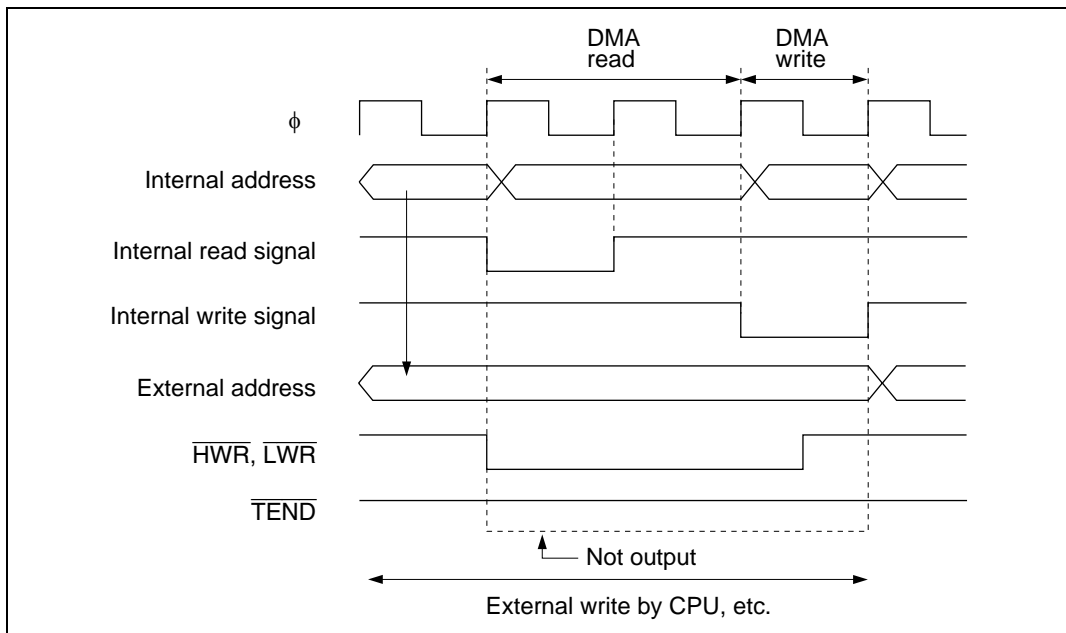 DMA read
DMA write
φ
Internal address
Internal read signal
Internal write signal
External address
HWR, LWR
TEND
Not output
External write by CPU, etc.